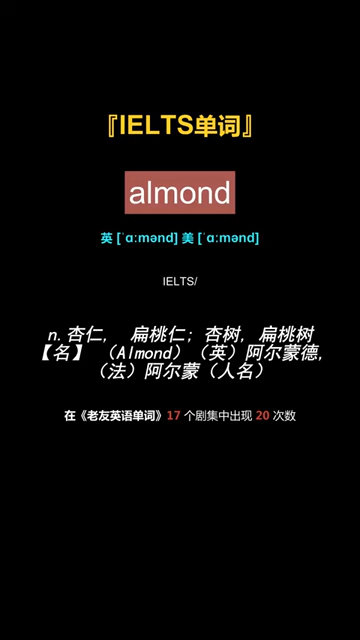 『IELTS单词』
almond
英 [ˈɑːmənd] 美 [ˈɑːmənd]
IELTS/
n.杏仁， 扁桃仁；杏树，扁桃树
【名】 （Almond）（英）阿尔蒙德，
（法）阿尔蒙（人名）
在《老友英语单词》17 个剧集中出现 20 次数